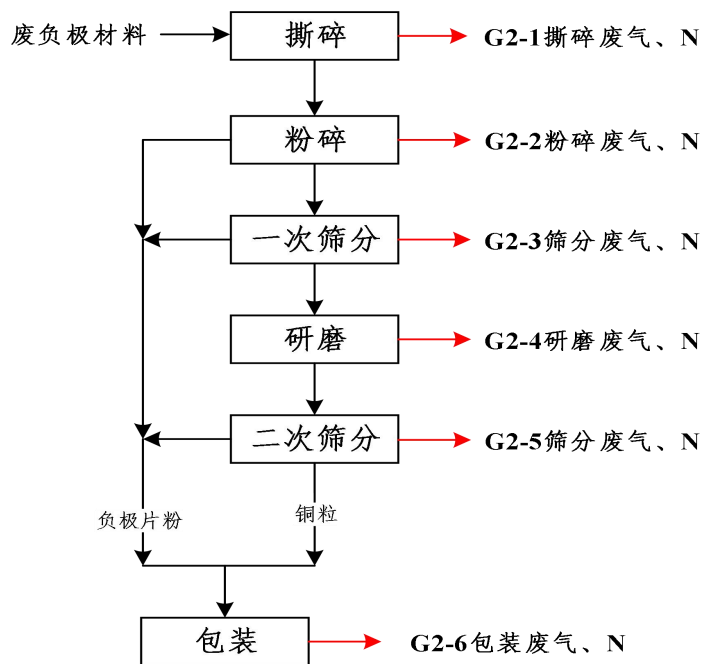 废负极材料
撕碎
G2-1撕碎废气、N
粉碎
G2-2粉碎废气、N
一次筛分
G2-3筛分废气、N
研磨
G2-4研磨废气、N
二次筛分
G2-5筛分废气、N
负极片粉
铜粒
包装
G2-6包装废气、N